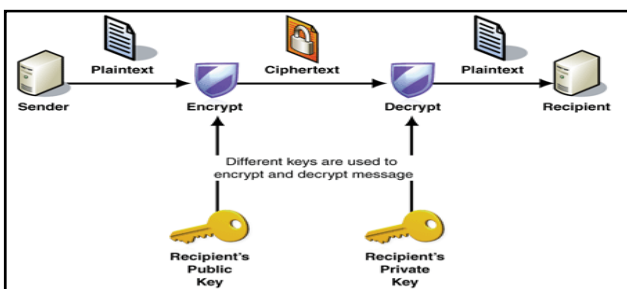 Plaintext
Ciphertext
Plaintext
Sender
Encrypt
Decrypt
Recipient
Different keys are used to
encrypt and decrypt message
Recipient's
Public
Key
Recipient's
Private
Key